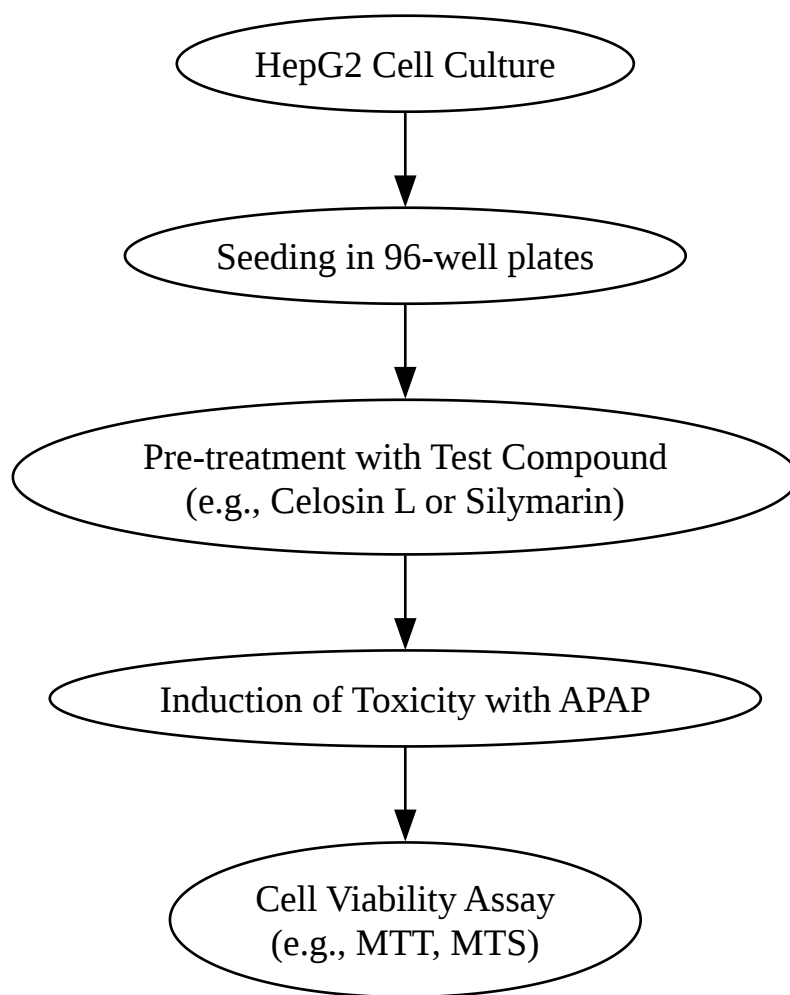 HepG2 Cell Culture
Seeding in 96-well plates
Pre-treatment with Test Compound
(e.g., Celosin L or Silymarin)
Induction of Toxicity with APAP
Cell Viability Assay
(e.g., MTT, MTS)